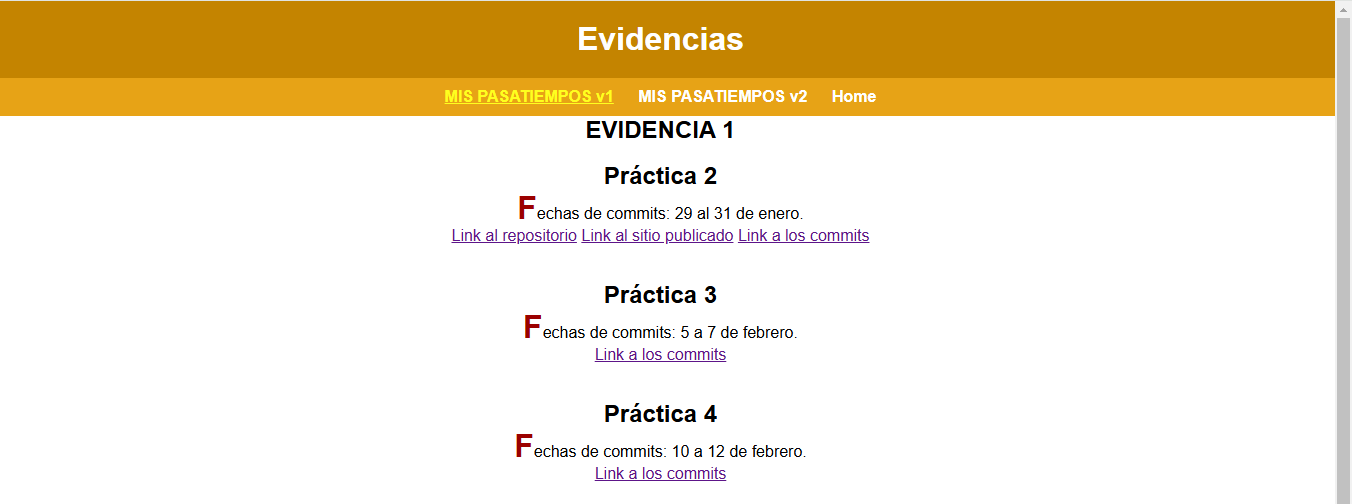 Evidencias
MIS PASATIEMPOS v1 MIS PASATIEMPOS v2 Home
EVIDENCIA 1
Práctica 2
Fechas de commits: 29 al 31 de enero.
Link al repositorio Link al sitio publicado Link a los commits
Práctica 3
Fechas de commits: 5 a 7 de febrero.
Link a los commits
Práctica 4
Fechas de commits: 10 a 12 de febrero.
Link a los commits